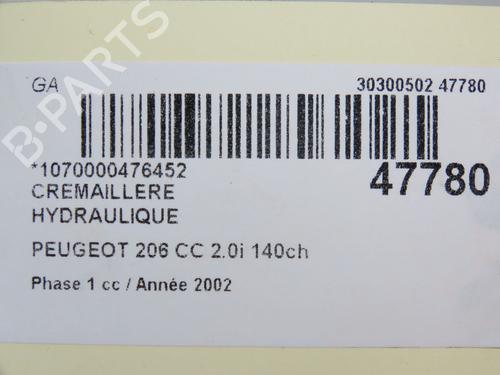 GA
30300502 47780
B-PARTS
*1070000476452
47780
CREMAILLERE
HYDRAULIQUE
PEUGEOT 206 CC 2.0i 140ch
Phase 1 cc / Année 2002